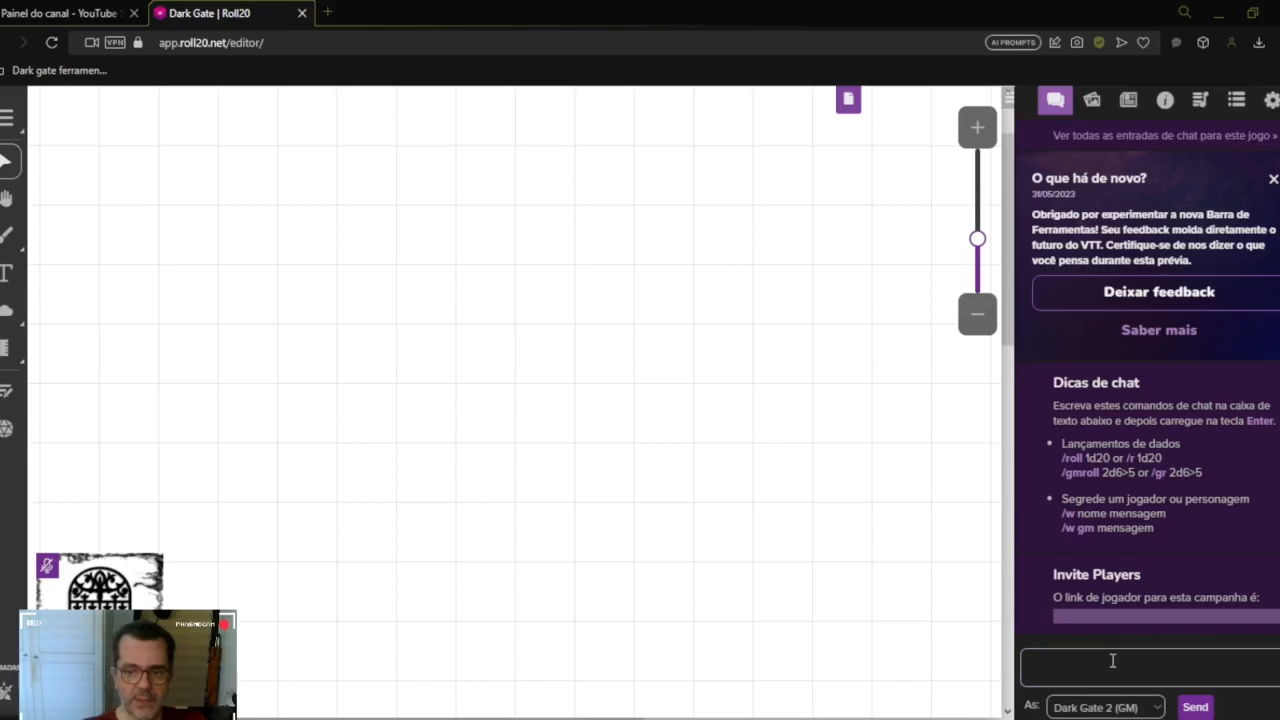 Painel do canal - YouTube
Dark Gate | Roll20
VPN
app.roll20.net/editor/
AI PROMPTS
Dark gate ferramen...
Ver todas as entradas de chat para este jogo »
O que há de novo?
31/05/2023
Obrigado por experimentar a nova Barra de
Ferramentas! Seu feedback molda diretamente o
futuro do VTT. Certifique-se de nos dizer o que
você pensa durante esta prévia.
Deixar feedback
Saber mais
Dicas de chat
Escreva estes comandos de chat na caixa de
texto abaixo e depois carregue na tecla Enter.
Lançamentos de dados
/roll 1d20 or /r 1d20
/gmroll 2d6>5 or /gr 2d6>5
Segrede um jogador ou personagem
/w nome mensagem
/w gm mensagem
Invite Players
O link de jogador para esta campanha é:
As:
Dark Gate 2 (GM)
Send